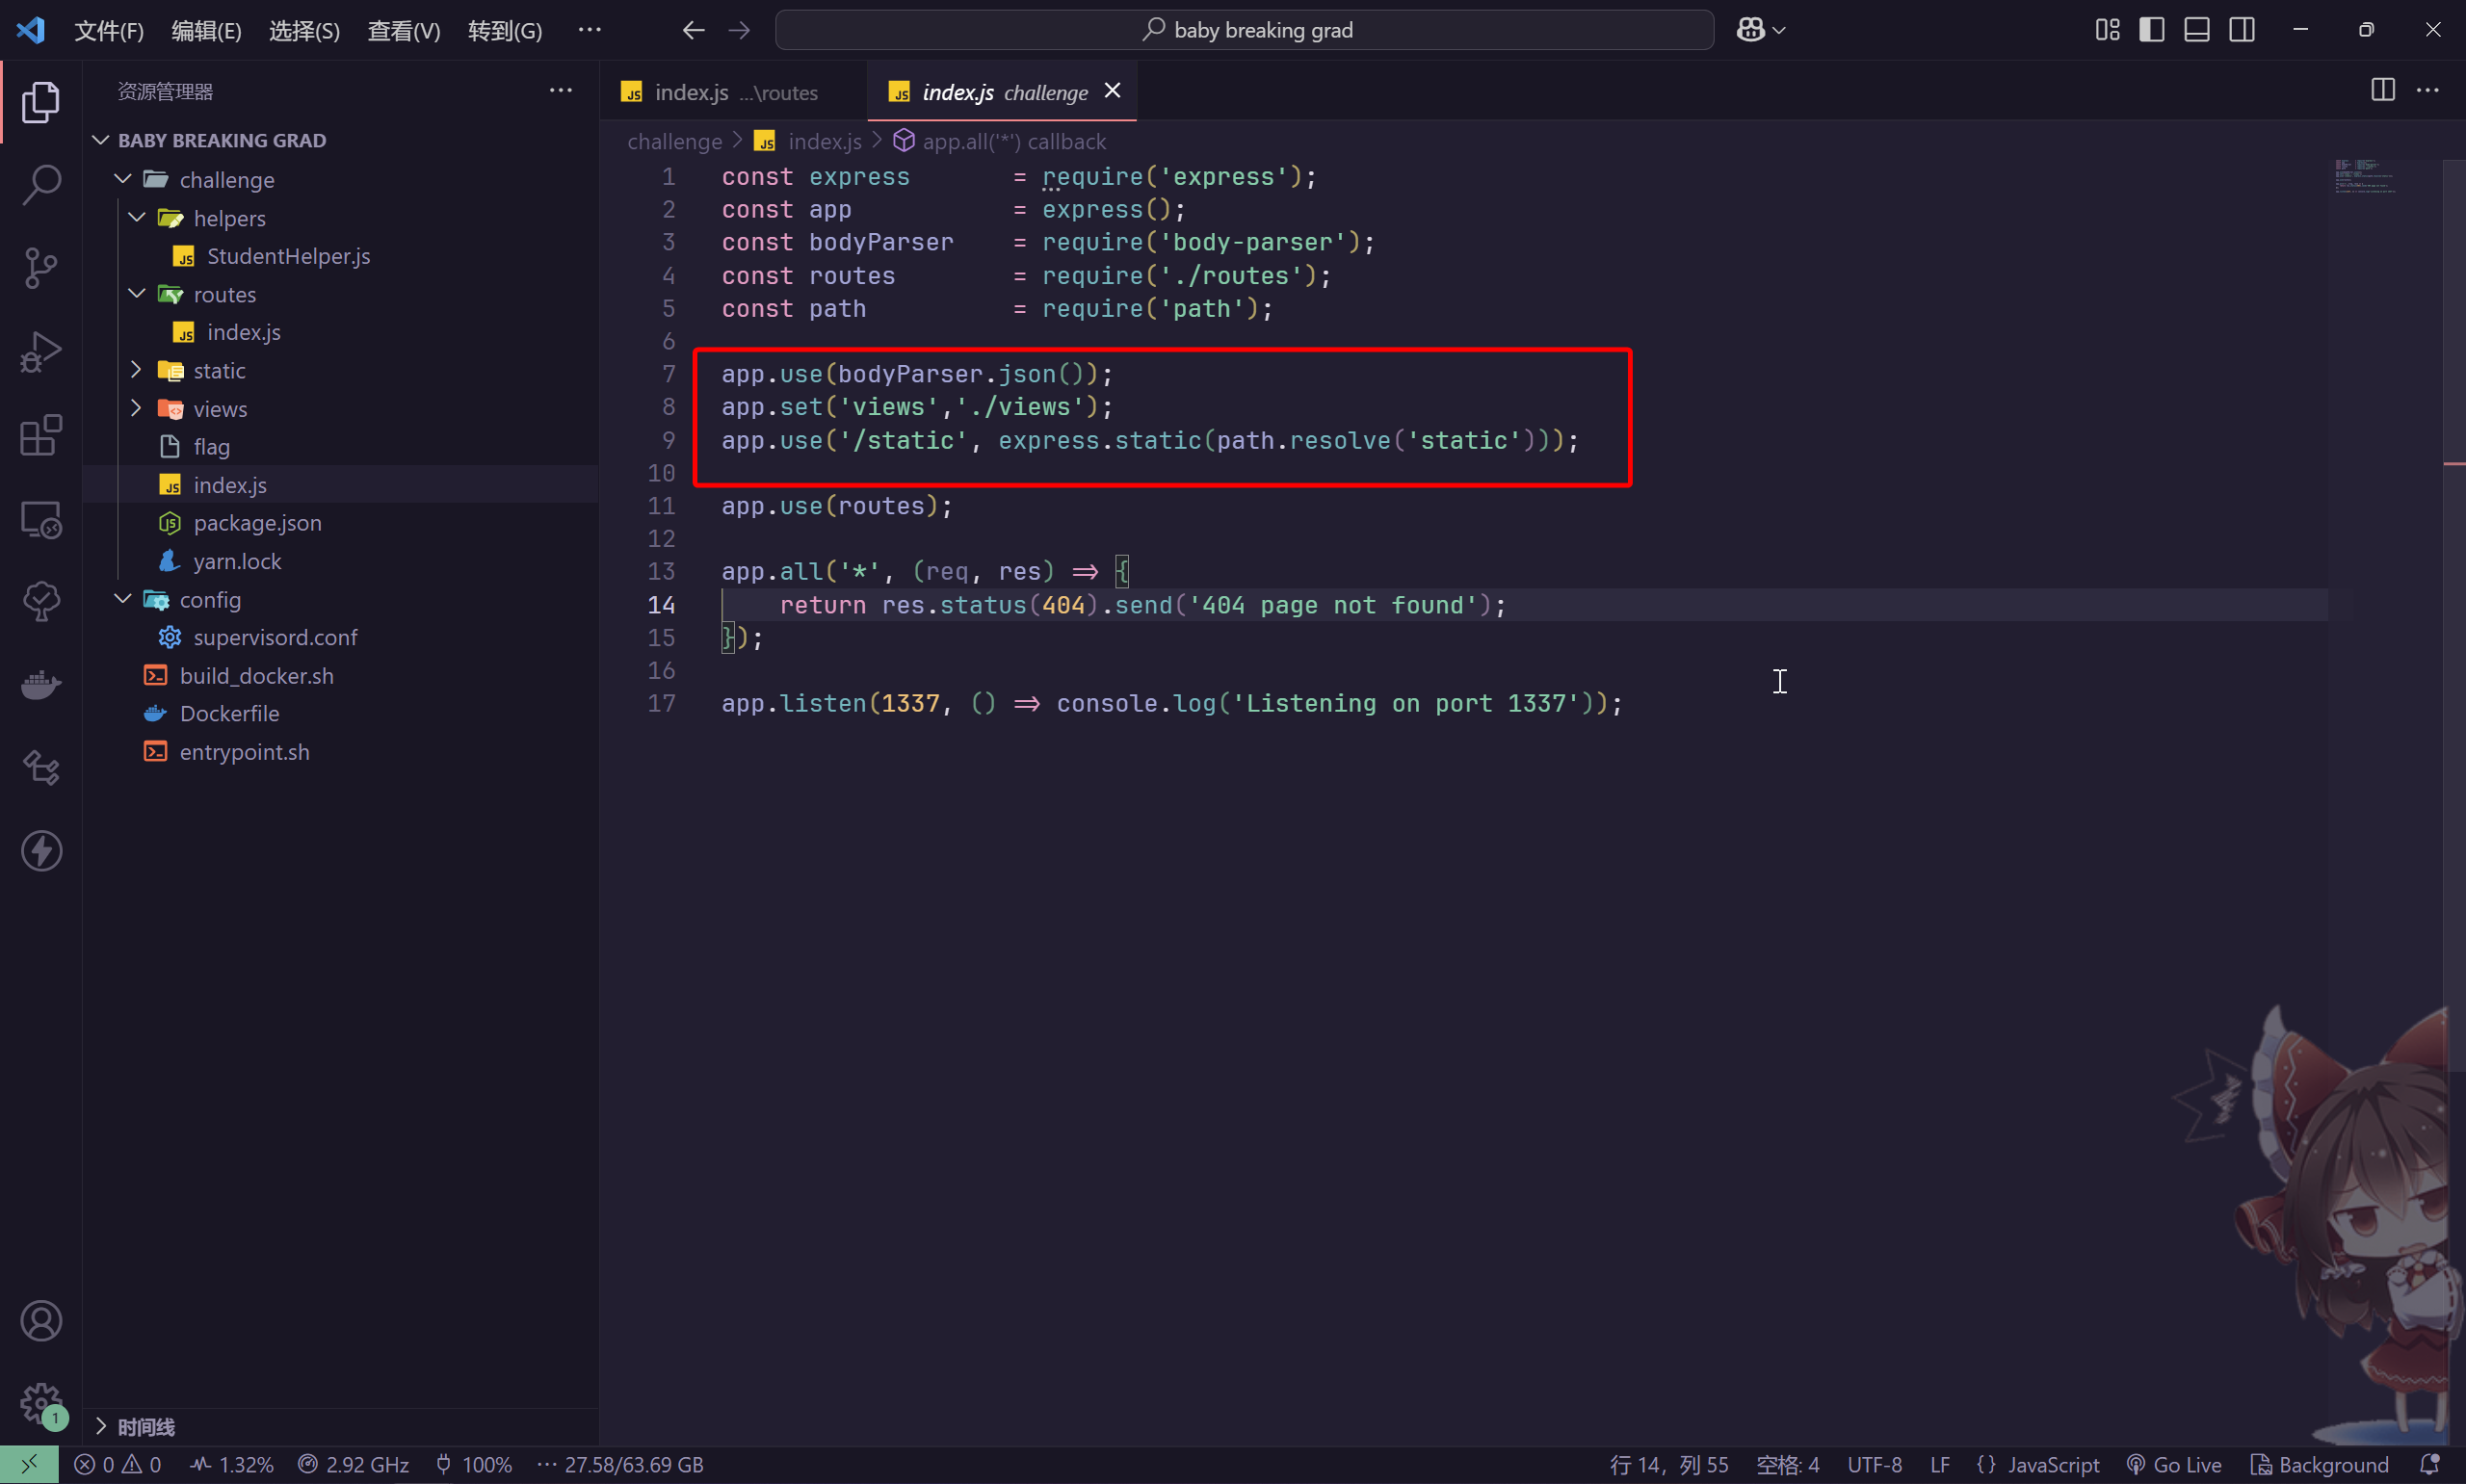 文件(F) 编辑(E) 选择(S) 查看(V) 转到(G) ··· baby breaking grad
资源管理器 ···
BABY BREAKING GRAD
challenge
helpers
StudentHelper.js
routes
index.js
static
views
flag
index.js
package.json
yarn.lock
config
supervisord.conf
build_docker.sh
Dockerfile
entrypoint.sh
时间线
index.js ...\routes
index.js challenge
challenge > index.js > app.all('*') callback
1 const express = require('express');
2 const app = express();
3 const bodyParser = require('body-parser');
4 const routes = require('./routes');
5 const path = require('path');
6
7 app.use(bodyParser.json());
8 app.set('views','./views');
9 app.use('/static', express.static(path.resolve('static')));
10
11 app.use(routes);
12
13 app.all('*', (req, res) => {
14 return res.status(404).send('404 page not found');
15 });
16
17 app.listen(1337, () => console.log('Listening on port 1337'));
1
0 0 1.32% 2.92 GHz 100% ··· 27.58/63.69 GB 行 14，列 55 空格: 4 UTF-8 LF {} JavaScript Go Live Background